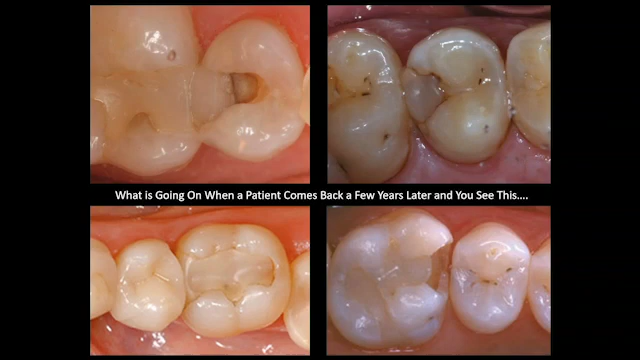 What is Going On When a Patient Comes Back a Few Years Later and You See This....